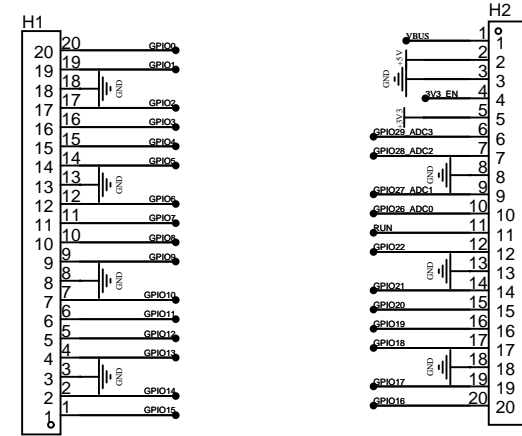 H1
20 20 GPIO0
19 19 GPIO1
18 18 GND
17 17 GPIO2
16 16 GPIO3
15 15 GPIO4
14 14 GPIO5
13 13 GND
12 12 GPIO6
11 11 GPIO7
10 10 GPIO8
9 9 GPIO9
8 8 GND
7 7 GPIO10
6 6 GPIO11
5 5 GPIO12
4 4 GPIO13
3 3 GND
2 2 GPIO14
1 1 GPIO15
H2
VBUS 1 1
+5V 2 2
GND 3 3
3V3_EN 4 4
+3V3 5 5
GPIO29_ADC3 6 6
GPIO28_ADC2 7 7
GND 8 8
GPIO27_ADC1 9 9
GPIO26_ADC0 10 10
RUN 11 11
GPIO22 12 12
GND 13 13
GPIO21 14 14
GPIO20 15 15
GPIO19 16 16
GPIO18 17 17
GND 18 18
GPIO17 19 19
GPIO16 20 20